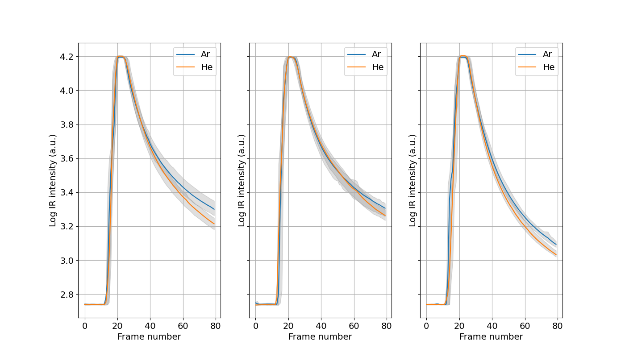 4.2
4.0
3.8
3.6
3.4
3.2
3.0
2.8
Log IR intensity (a.u.)
0 20 40 60 80
Frame number
Ar
He
Log IR intensity (a.u.)
0 20 40 60 80
Frame number
Ar
He
Log IR intensity (a.u.)
0 20 40 60 80
Frame number
Ar
He